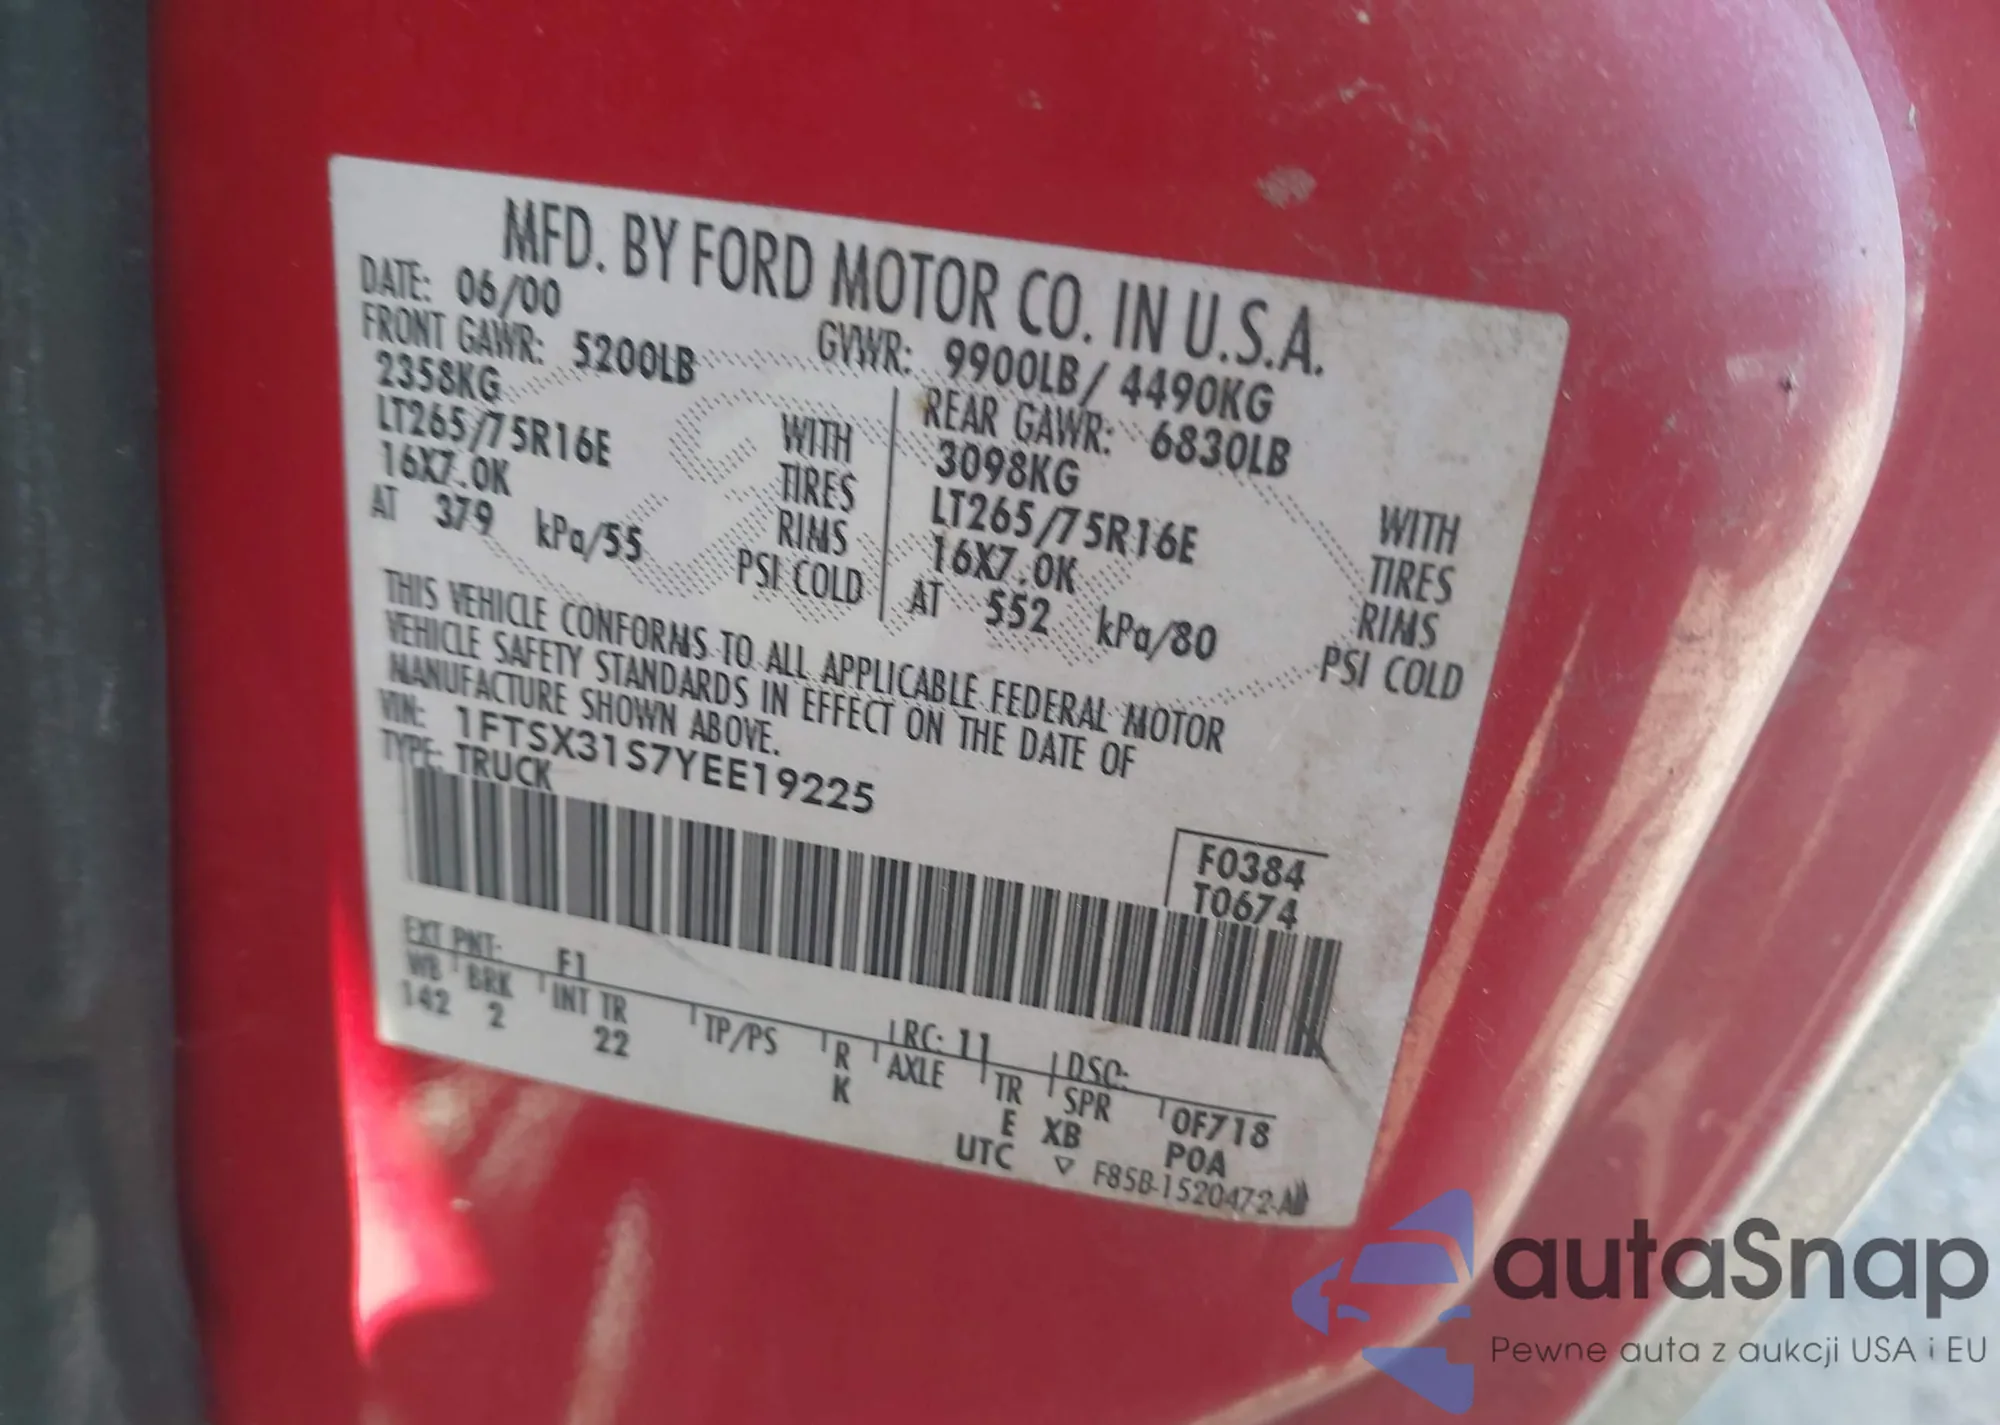 MFD. BY FORD MOTOR CO. IN U.S.A.
DATE: 06/00 GVWR: 9900LB/ 4490KG
FRONT GAWR: 5200LB REAR GAWR: 6830LB
2358KG WITH 3098KG WITH
LT265/75R16E TIRES LT265/75R16E TIRES
16X7.0K RIMS 16X7.0K RIMS
AT 379 kPa/55 PSI COLD AT 552 kPa/80 PSI COLD
THIS VEHICLE CONFORMS TO ALL APPLICABLE FEDERAL MOTOR
VEHICLE SAFETY STANDARDS IN EFFECT ON THE DATE OF
MANUFACTURE SHOWN ABOVE.
VIN: 1FTSX31S7YEE19225
TYPE: TRUCK
F0384
T0674
EXT PNT: F1 RC: 11 DSO:
WB BRK INT TR TP/PS R AXLE TR SPR 0F718
142 2 22 K E XB P0A
UTC ▽ F85B-1520472-A
autaSnap
Pewne auta z aukcji USA i EU